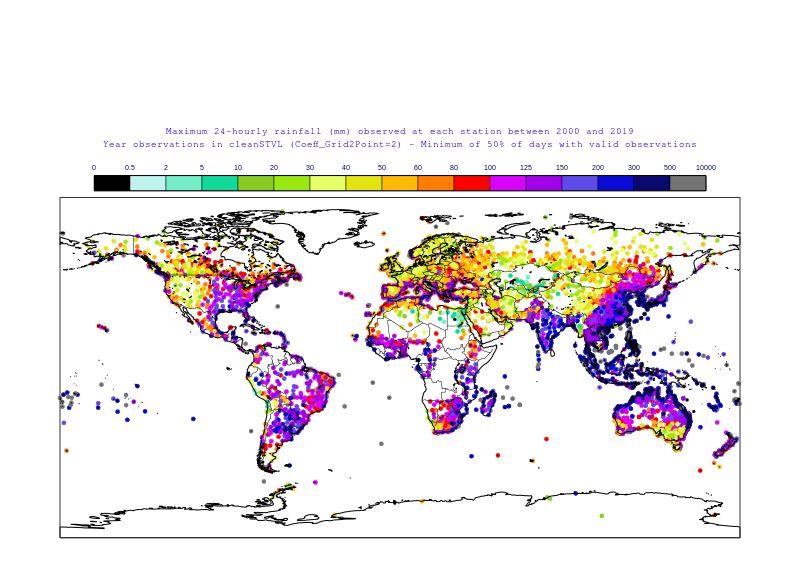 Maximum 24-hourly rainfall (mm) observed at each station between 2000 and 2019
Year observations in cleanSTVL (Coeff_Grid2Point=2) - Minimum of 50% of days with valid observations
0 0.5 2 5 10 20 30 40 60 80 100 125 150 200 300 500 10000